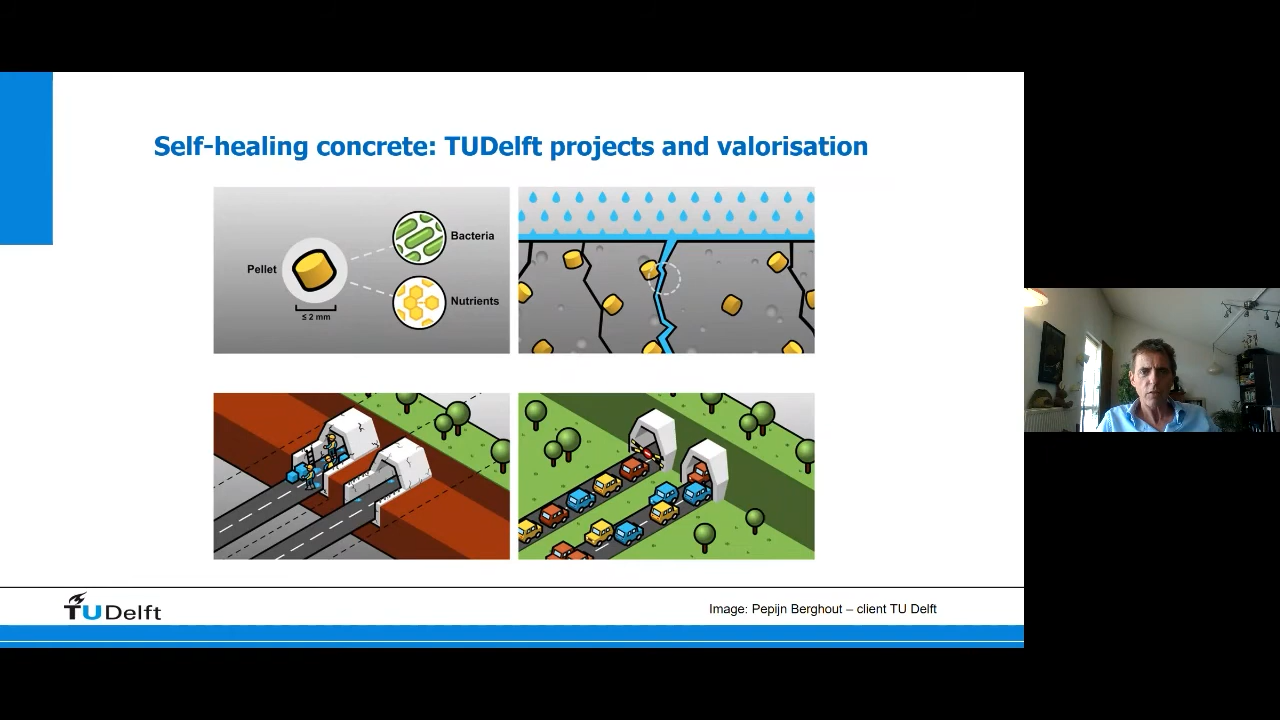 Self-healing concrete: TUDelft projects and valorisation
Pellet
≤ 2 mm
Bacteria
Nutrients
TUDelft
Image: Pepijn Berghout – client TU Delft